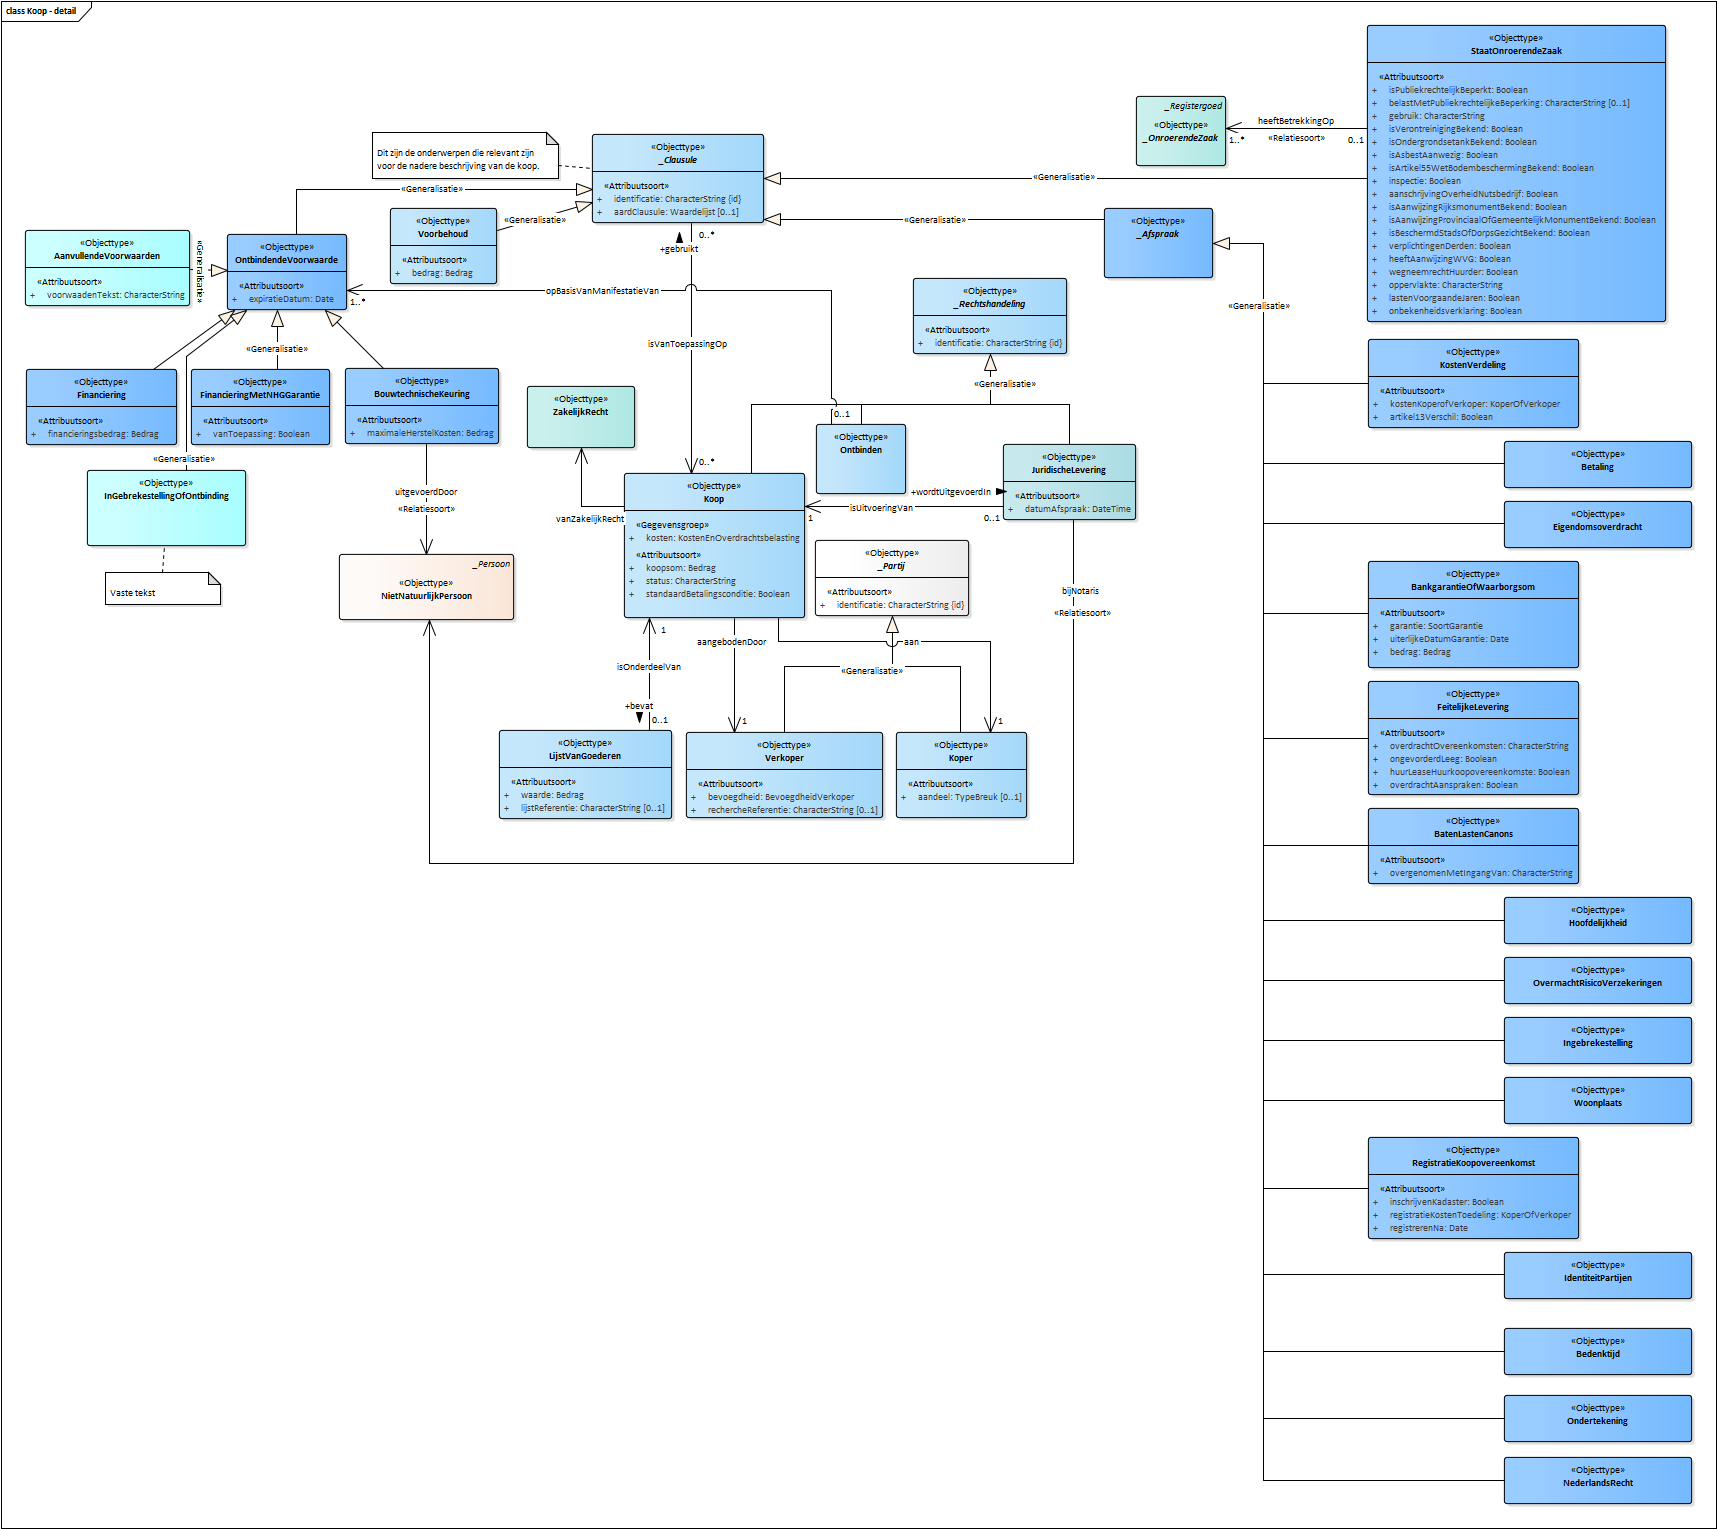 class Koop - detail
«Objecttype»
StaatOnroerendeZaak
«Attribuutsoort»
+ isPubliekrechtelijkBeperkt: Boolean
+ belastMetPubliekrechtelijkeBeperking: CharacterString [0..1]
+ gebruik: CharacterString
+ isVerontreinigingBekend: Boolean
+ isOndergrondsetankBekend: Boolean
+ isAsbestAanwezig: Boolean
+ isArtikel55WetBodembeschermingBekend: Boolean
+ inspectie: Boolean
+ aanschrijvingOverheidNutsbedrijf: Boolean
+ isAanwijzingRijksmonumentBekend: Boolean
+ isAanwijzingProvinciaalOfGemeentelijkMonumentBekend: Boolean
+ isBeschermdStadsOfDorpsGezichtBekend: Boolean
+ verplichtingenDerden: Boolean
+ heeftAanwijzingWVG: Boolean
+ wegneemrechtHuurder: Boolean
+ oppervlakte: CharacterString
+ lastenVoorgaandeJaren: Boolean
+ onbekenheidsverklaring: Boolean
_Registergoed
«Objecttype»
_OnroerendeZaak
heeftBetrekkingOp
1..*
«Relatiesoort»
0..1
Dit zijn de onderwerpen die relevant zijn
voor de nadere beschrijving van de koop.
«Objecttype»
_Clausule
«Attribuutsoort»
+ identificatie: CharacterString {id}
+ aardClausule: Waardelijst [0..1]
«Generalisatie»
«Generalisatie»
«Generalisatie»
«Generalisatie»
«Objecttype»
Voorbehoud
«Attribuutsoort»
+ bedrag: Bedrag
«Objecttype»
_Afspraak
«Objecttype»
AanvullendeVoorwaarden
«Attribuutsoort»
+ voorwaadenTekst: CharacterString
«Generalisatie»
«Objecttype»
OntbindendeVoorwaarde
«Attribuutsoort»
+ expiratieDatum: Date
1..*
0..*
+gebruikt
opBasisVanManifestatieVan
isVanToepassingOp
0..*
«Objecttype»
_Rechtshandeling
«Attribuutsoort»
+ identificatie: CharacterString {id}
«Generalisatie»
«Generalisatie»
«Generalisatie»
«Objecttype»
Financiering
«Attribuutsoort»
+ financieringsbedrag: Bedrag
«Objecttype»
FinancieringMetNHGGarantie
«Attribuutsoort»
+ vanToepassing: Boolean
«Objecttype»
BouwtechnischeKeuring
«Attribuutsoort»
+ maximaleHerstelKosten: Bedrag
«Generalisatie»
«Objecttype»
InGebrekestellingOfOntbinding
Vaste tekst
uitgevoerdDoor
«Relatiesoort»
_Persoon
«Objecttype»
NietNatuurlijkPersoon
«Objecttype»
ZakelijkRecht
vanZakelijkRecht
0..1
«Objecttype»
Ontbinden
«Objecttype»
JuridischeLevering
«Attribuutsoort»
+ datumAfspraak: DateTime
+wordtUitgevoerdIn
isUitvoeringVan
1
0..1
«Objecttype»
Koop
«Gegevensgroep»
+ kosten: KostenEnOverdrachtsbelasting
«Attribuutsoort»
+ koopsom: Bedrag
+ status: CharacterString
+ standaardBetalingsconditie: Boolean
«Objecttype»
_Partij
«Attribuutsoort»
+ identificatie: CharacterString {id}
bijNotaris
«Relatiesoort»
1
isOnderdeelVan
+bevat
0..1
aangebodenDoor
1
aan
1
«Generalisatie»
«Objecttype»
LijstVanGoederen
«Attribuutsoort»
+ waarde: Bedrag
+ lijstReferentie: CharacterString [0..1]
«Objecttype»
Verkoper
«Attribuutsoort»
+ bevoegdheid: BevoegdheidVerkoper
+ rechercheReferentie: CharacterString [0..1]
«Objecttype»
Koper
«Attribuutsoort»
+ aandeel: TypeBreuk [0..1]
«Objecttype»
KostenVerdeling
«Attribuutsoort»
+ kostenKoperofVerkoper: KoperOfVerkoper
+ artikel13Verschil: Boolean
«Objecttype»
Betaling
«Objecttype»
Eigendomsoverdracht
«Objecttype»
BankgarantieOfWaarborgsom
«Attribuutsoort»
+ garantie: SoortGarantie
+ uiterlijkeDatumGarantie: Date
+ bedrag: Bedrag
«Objecttype»
FeitelijkeLevering
«Attribuutsoort»
+ overdrachtOvereenkomsten: CharacterString
+ ongevorderdLeeg: Boolean
+ huurLeaseHuurkoopovereenkomste: Boolean
+ overdrachtAanspraken: Boolean
«Objecttype»
BatenLastenCanons
«Attribuutsoort»
+ overgenomenMetIngangVan: CharacterString
«Objecttype»
Hoofdelijkheid
«Objecttype»
OvermachtRisicoVerzekeringen
«Objecttype»
Ingebrekestelling
«Objecttype»
Woonplaats
«Objecttype»
RegistratieKoopovereenkomst
«Attribuutsoort»
+ inschrijvenKadaster: Boolean
+ registratieKostenToedeling: KoperOfVerkoper
+ registrerenNa: Date
«Objecttype»
IdentiteitPartijen
«Objecttype»
Bedenktijd
«Objecttype»
Ondertekening
«Objecttype»
NederlandsRecht